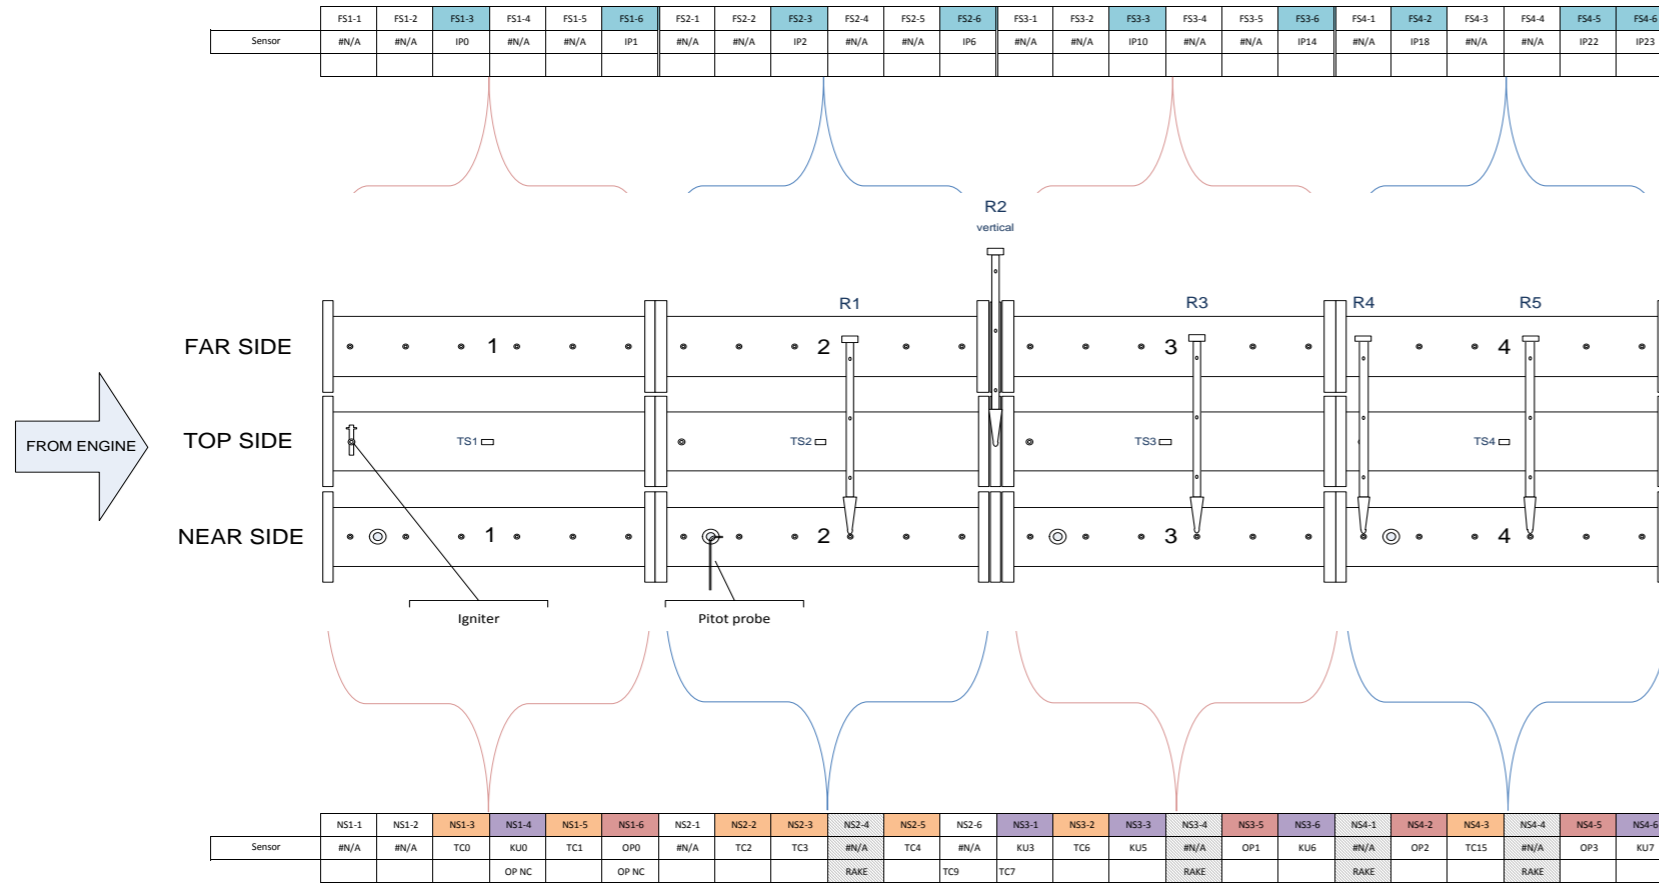 FS1-1 FS1-2 FS1-3 FS1-4 FS1-5 FS1-6 FS2-1 FS2-2 FS2-3 FS2-4 FS2-5 FS2-6 FS3-1 FS3-2 FS3-3 FS3-4 FS3-5 FS3-6 FS4-1 FS4-2 FS4-3 FS4-4 FS4-5 FS4-6
Sensor #N/A #N/A IP0 #N/A #N/A IP1 #N/A #N/A IP2 #N/A #N/A IP6 #N/A #N/A IP10 #N/A #N/A IP14 #N/A IP18 #N/A #N/A IP22 IP23
R2
vertical
R1 R3 R4 R5
FAR SIDE 1 2 3 4
FROM ENGINE
TOP SIDE TS1 TS2 TS3 TS4
NEAR SIDE 1 2 3 4
Igniter Pitot probe
NS1-1 NS1-2 NS1-3 NS1-4 NS1-5 NS1-6 NS2-1 NS2-2 NS2-3 NS2-4 NS2-5 NS2-6 NS3-1 NS3-2 NS3-3 NS3-4 NS3-5 NS3-6 NS4-1 NS4-2 NS4-3 NS4-4 NS4-5 NS4-6
Sensor #N/A #N/A TC0 KU0 TC1 OP0 #N/A TC2 TC3 #N/A TC4 #N/A KU3 TC6 KU5 #N/A OP1 KU6 #N/A OP2 TC15 #N/A OP3 KU7
OP NC OP NC RAKE TC9 TC7 RAKE RAKE RAKE